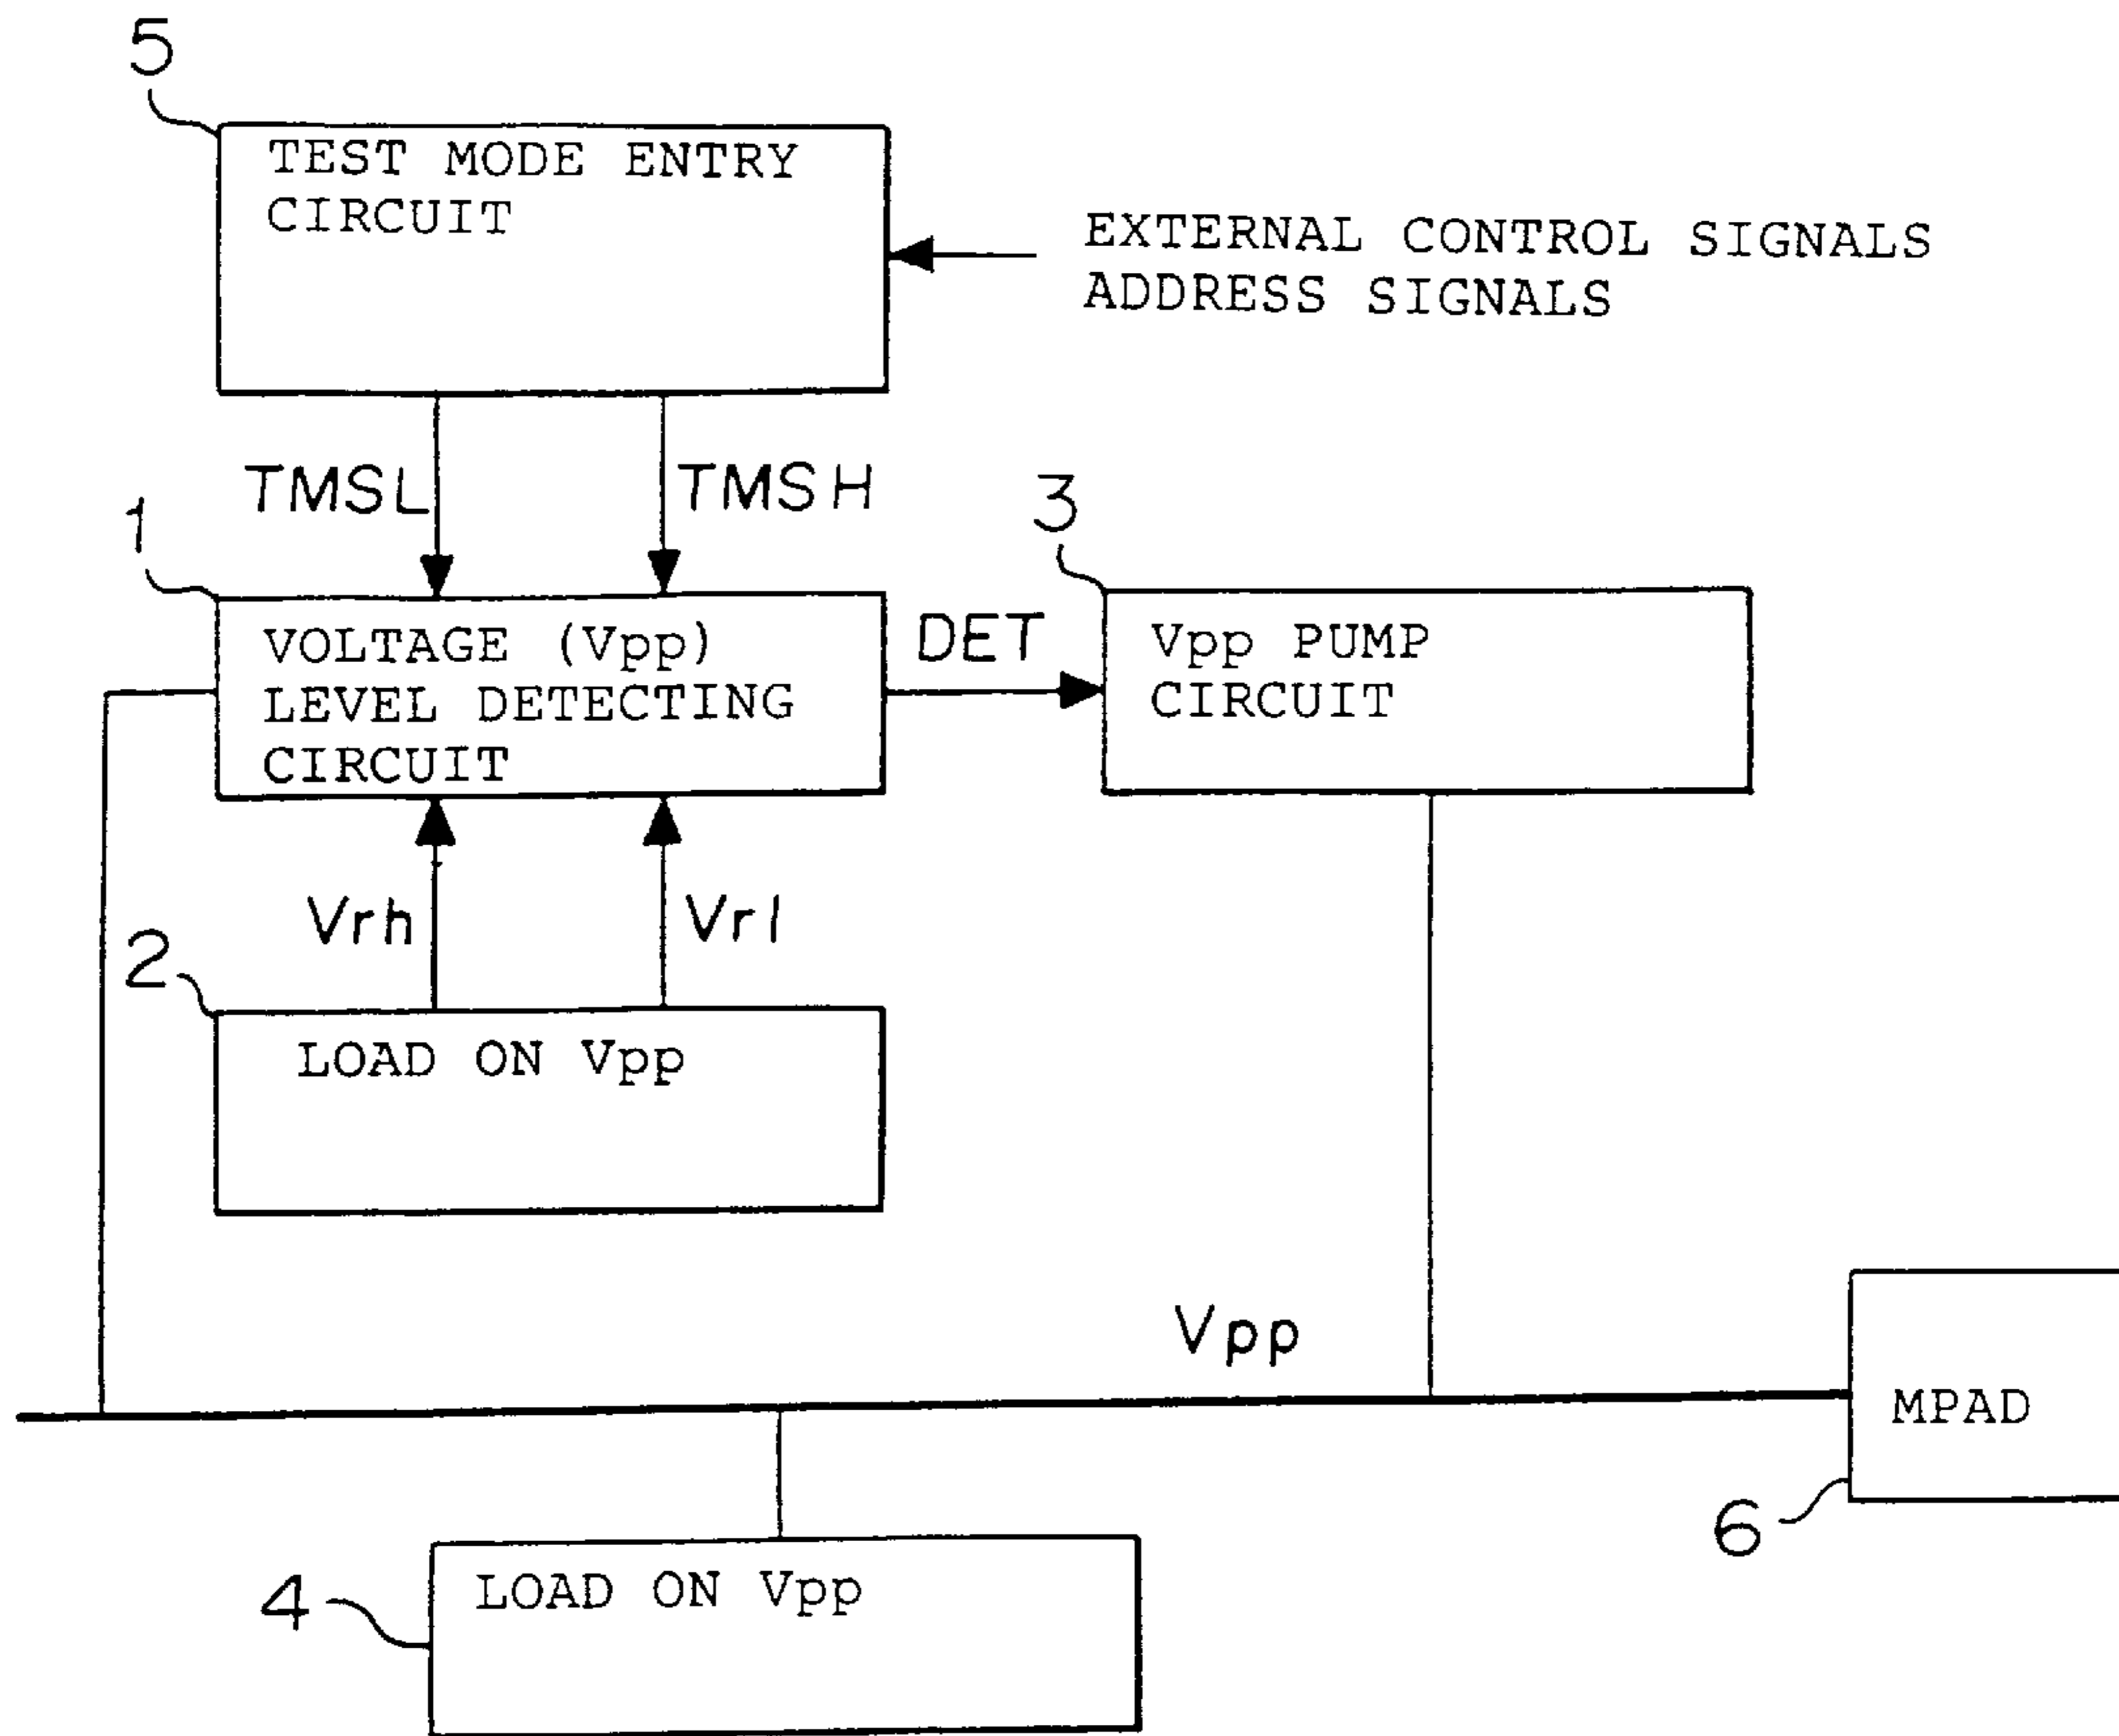 5
TEST MODE ENTRY
CIRCUIT
EXTERNAL CONTROL SIGNALS
ADDRESS SIGNALS
TMSL
TMSH
1
3
VOLTAGE (Vpp)
LEVEL DETECTING
CIRCUIT
DET
Vpp PUMP
CIRCUIT
Vrh
Vrl
2
LOAD ON Vpp
Vpp
MPAD
6
4
LOAD ON Vpp